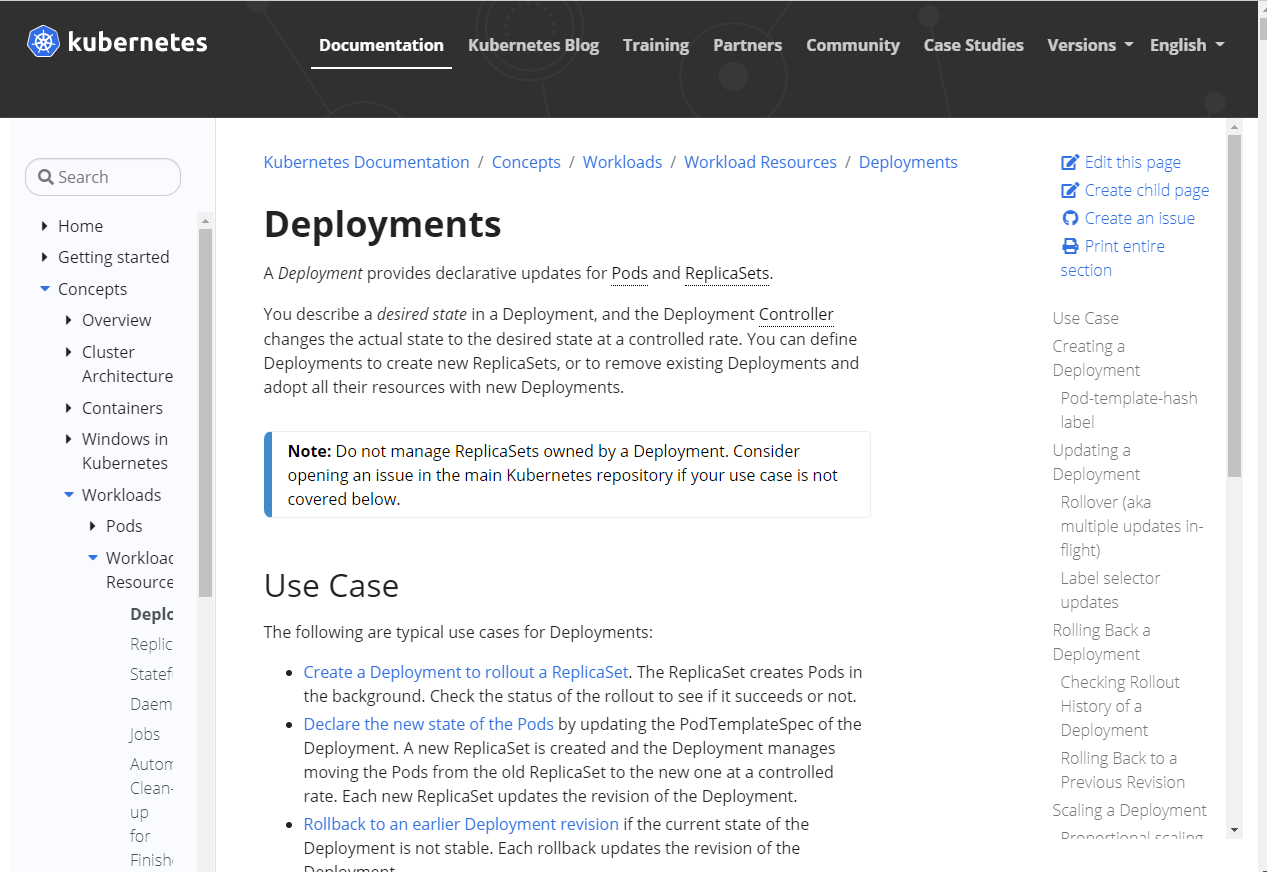 kubernetes
Documentation Kubernetes Blog Training Partners Community Case Studies Versions English
Search
Home
Getting started
Concepts
Overview
Cluster
Architecture
Containers
Windows in
Kubernetes
Workloads
Pods
Workload
Resource
Deplo
Replic
Statef
Daem
Jobs
Autom
Clean-
up
for
Finish
Kubernetes Documentation / Concepts / Workloads / Workload Resources / Deployments
Deployments
A Deployment provides declarative updates for Pods and ReplicaSets.
You describe a desired state in a Deployment, and the Deployment Controller
changes the actual state to the desired state at a controlled rate. You can define
Deployments to create new ReplicaSets, or to remove existing Deployments and
adopt all their resources with new Deployments.
Note: Do not manage ReplicaSets owned by a Deployment. Consider
opening an issue in the main Kubernetes repository if your use case is not
covered below.
Use Case
The following are typical use cases for Deployments:
Create a Deployment to rollout a ReplicaSet. The ReplicaSet creates Pods in
the background. Check the status of the rollout to see if it succeeds or not.
Declare the new state of the Pods by updating the PodTemplateSpec of the
Deployment. A new ReplicaSet is created and the Deployment manages
moving the Pods from the old ReplicaSet to the new one at a controlled
rate. Each new ReplicaSet updates the revision of the Deployment.
Rollback to an earlier Deployment revision if the current state of the
Deployment is not stable. Each rollback updates the revision of the
Deployment.
Edit this page
Create child page
Create an issue
Print entire
section
Use Case
Creating a
Deployment
Pod-template-hash
label
Updating a
Deployment
Rollover (aka
multiple updates in-
flight)
Label selector
updates
Rolling Back a
Deployment
Checking Rollout
History of a
Deployment
Rolling Back to a
Previous Revision
Scaling a Deployment
Proportional scaling